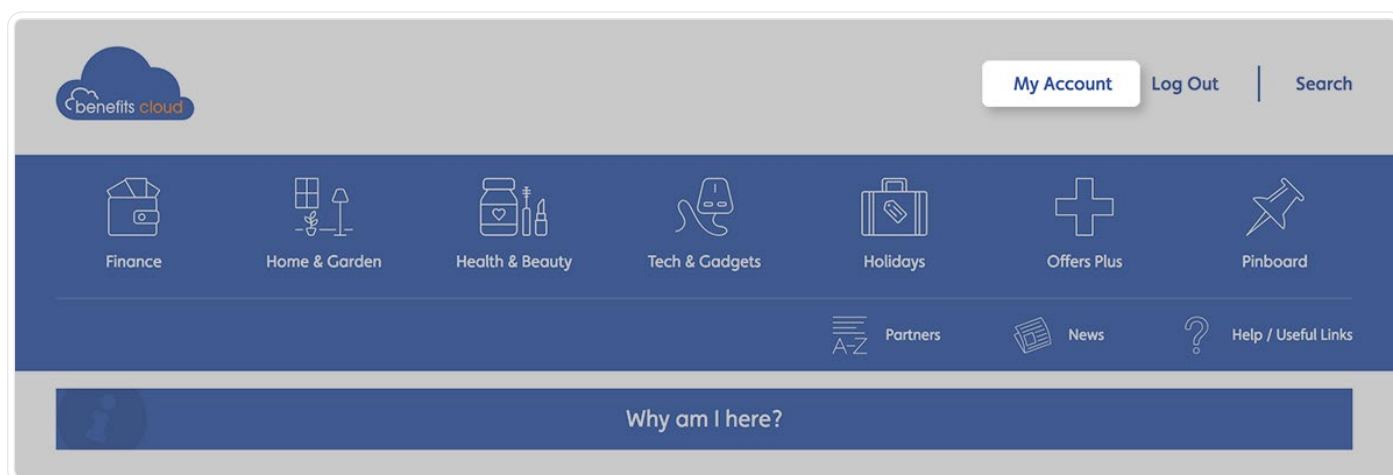 benefits cloud
My Account Log Out Search
Finance Home & Garden Health & Beauty Tech & Gadgets Holidays Offers Plus Pinboard
A-Z Partners News Help / Useful Links
Why am I here?